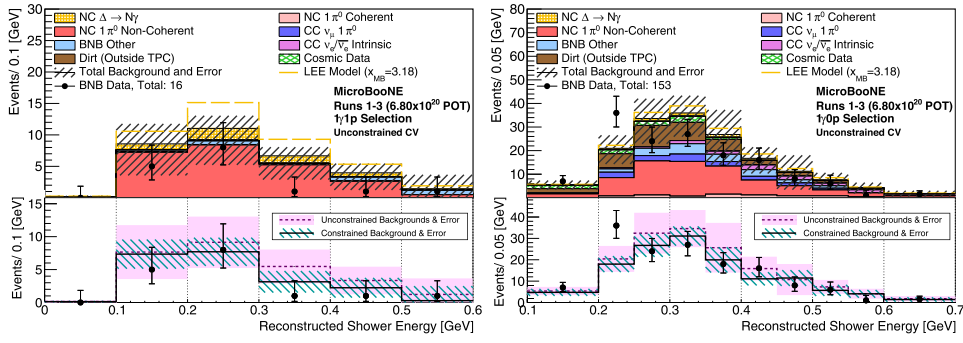 Events/ 0.1 [GeV]
30
25
20
15
10
5
0
NC Δ → Nγ
NC 1π⁰ Coherent
NC 1π⁰ Non-Coherent
CC νμ 1π⁰
BNB Other
CC νe/ν̅e Intrinsic
Dirt (Outside TPC)
Cosmic Data
Total Background and Error
LEE Model (xMB=3.18)
BNB Data, Total: 16
MicroBooNE
Runs 1-3 (6.80x10²⁰ POT)
1γ1p Selection
Unconstrained CV
Events/ 0.1 [GeV]
15
10
5
0
Unconstrained Backgrounds & Error
Constrained Background & Error
0 0.1 0.2 0.3 0.4 0.5 0.6
Reconstructed Shower Energy [GeV]
Events/ 0.05 [GeV]
80
70
60
50
40
30
20
10
NC Δ → Nγ
NC 1π⁰ Coherent
NC 1π⁰ Non-Coherent
CC νμ 1π⁰
BNB Other
CC νe/ν̅e Intrinsic
Dirt (Outside TPC)
Cosmic Data
Total Background and Error
LEE Model (xMB=3.18)
BNB Data, Total: 153
MicroBooNE
Runs 1-3 (6.80x10²⁰ POT)
1γ0p Selection
Unconstrained CV
Events/ 0.05 [GeV]
40
30
20
10
0
Unconstrained Backgrounds & Error
Constrained Background & Error
0.1 0.2 0.3 0.4 0.5 0.6 0.7
Reconstructed Shower Energy [GeV]